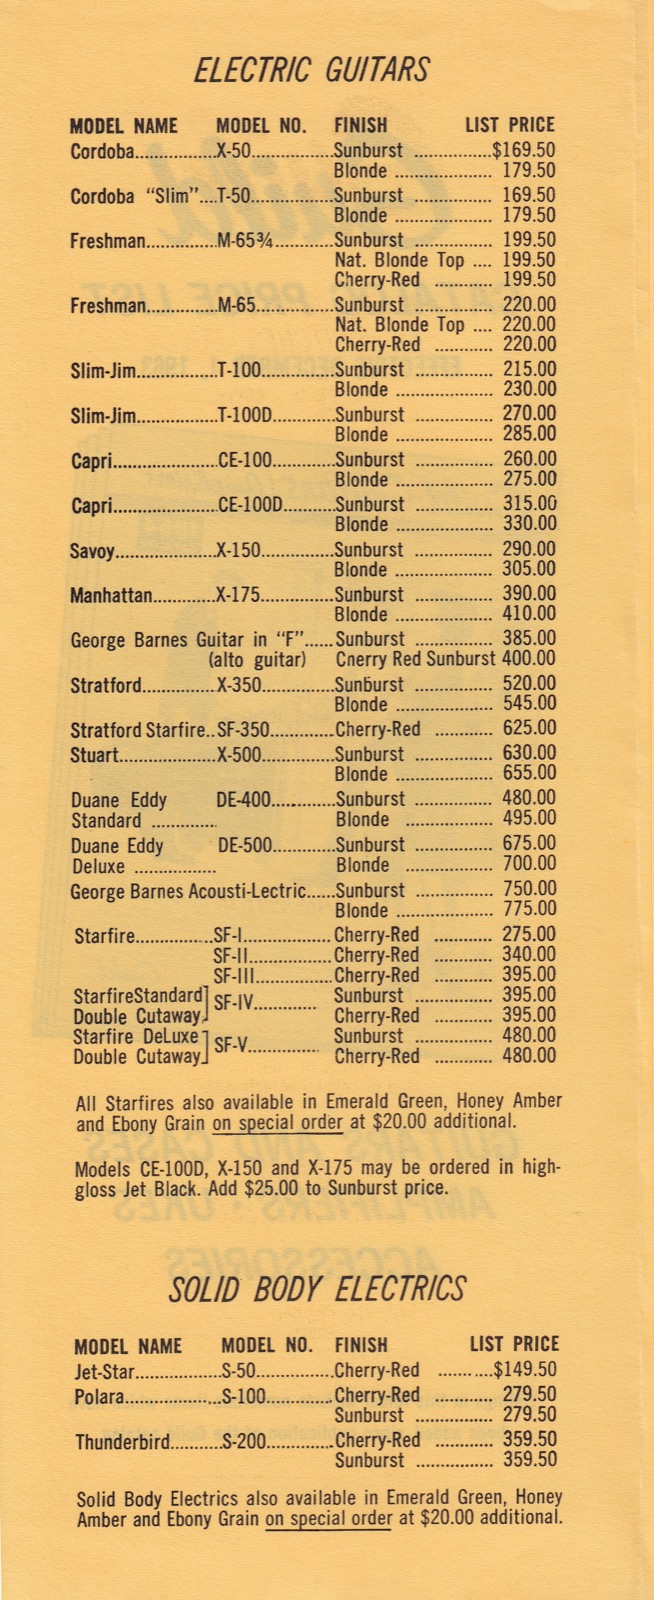 ELECTRIC GUITARS
MODEL NAME MODEL NO. FINISH LIST PRICE
Cordoba................X-50................Sunburst ...............$169.50
Blonde ................... 179.50
Cordoba “Slim”....T-50................Sunburst ................ 169.50
Blonde ................... 179.50
Freshman.............M-65¾............Sunburst ................ 199.50
Nat. Blonde Top .... 199.50
Cherry-Red ............ 199.50
Freshman.............M-65................Sunburst ................ 220.00
Nat. Blonde Top .... 220.00
Cherry-Red ............ 220.00
Slim-Jim................T-100..............Sunburst ................ 215.00
Blonde ................... 230.00
Slim-Jim................T-100D............Sunburst ................ 270.00
Blonde ................... 285.00
Capri.....................CE-100............Sunburst ................ 260.00
Blonde ................... 275.00
Capri.....................CE-100D..........Sunburst ................ 315.00
Blonde ................... 330.00
Savoy....................X-150..............Sunburst ................ 290.00
Blonde ................... 305.00
Manhattan............X-175..............Sunburst ................ 390.00
Blonde ................... 410.00
George Barnes Guitar in “F”......Sunburst ................ 385.00
(alto guitar) Cherry Red Sunburst 400.00
Stratford...............X-350..............Sunburst ................ 520.00
Blonde ................... 545.00
Stratford Starfire..SF-350.............Cherry-Red ............ 625.00
Stuart....................X-500..............Sunburst ................ 630.00
Blonde ................... 655.00
Duane Eddy DE-400.............Sunburst ................ 480.00
Standard ............. Blonde ................ 495.00
Duane Eddy DE-500............Sunburst ................ 675.00
Deluxe ................ Blonde ................ 700.00
George Barnes Acousti-Lectric......Sunburst ................ 750.00
Blonde ................... 775.00
Starfire................SF-I.................Cherry-Red ............ 275.00
SF-II................Cherry-Red ............ 340.00
SF-III...............Cherry-Red ............ 395.00
StarfireStandard] SF-IV............. Sunburst ................ 395.00
Double Cutaway] Cherry-Red ............ 395.00
Starfire DeLuxe] SF-V............... Sunburst ................ 480.00
Double Cutaway] Cherry-Red ............ 480.00
All Starfires also available in Emerald Green, Honey Amber
and Ebony Grain on special order at $20.00 additional.
Models CE-100D, X-150 and X-175 may be ordered in high-
gloss Jet Black. Add $25.00 to Sunburst price.
SOLID BODY ELECTRICS
MODEL NAME MODEL NO. FINISH LIST PRICE
Jet-Star.................S-50...............Cherry-Red ...........$149.50
Polara...................S-100.............Cherry-Red ............ 279.50
Sunburst ................ 279.50
Thunderbird..........S-200.............Cherry-Red ............ 359.50
Sunburst ................ 359.50
Solid Body Electrics also available in Emerald Green, Honey
Amber and Ebony Grain on special order at $20.00 additional.